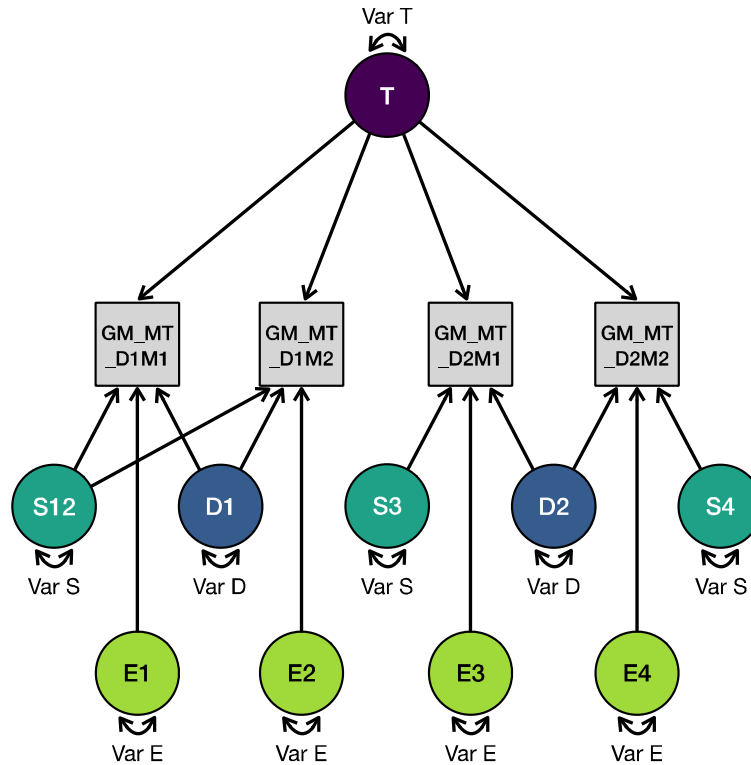 Var T
T
GM_MT
_D1M1
GM_MT
_D1M2
GM_MT
_D2M1
GM_MT
_D2M2
S12
D1
S3
D2
S4
Var S
Var D
Var S
Var D
Var S
E1
E2
E3
E4
Var E
Var E
Var E
Var E